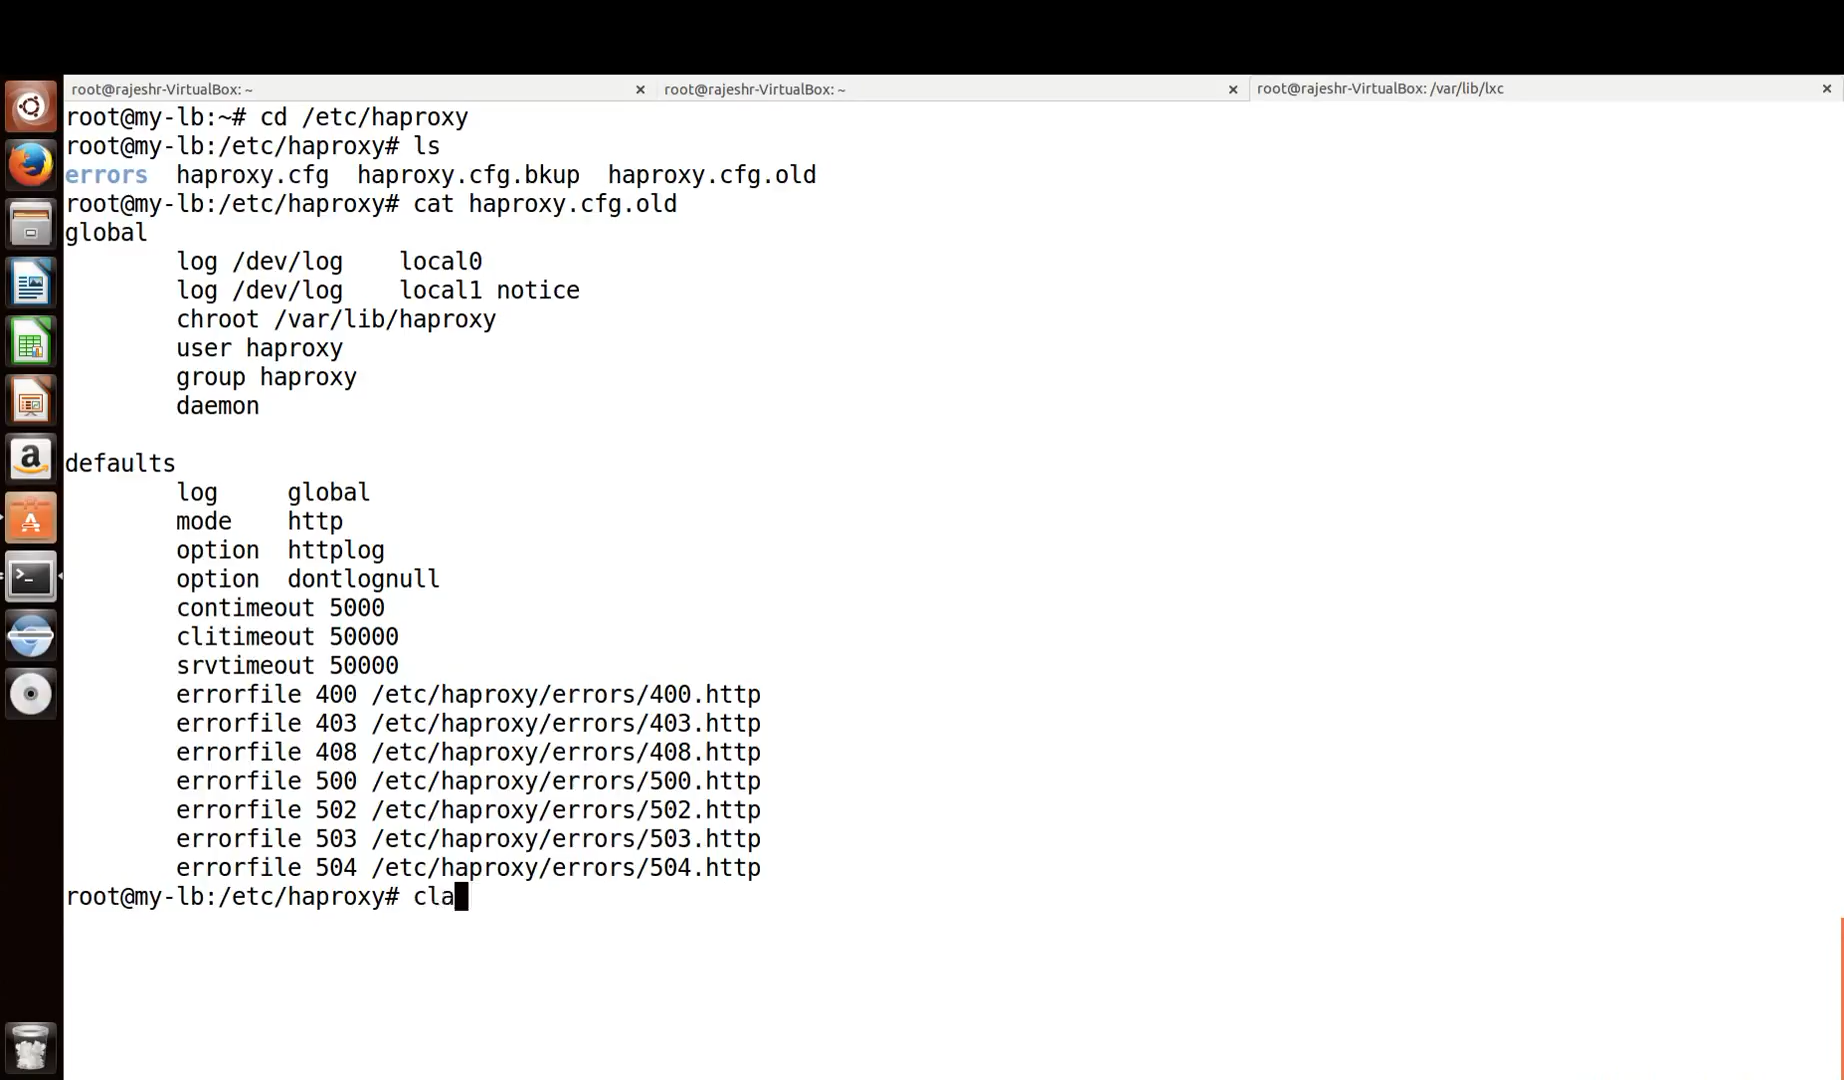 root@rajeshr-VirtualBox: ~ × root@rajeshr-VirtualBox: ~ × root@rajeshr-VirtualBox: /var/lib/lxc ×
root@my-lb:~# cd /etc/haproxy
root@my-lb:/etc/haproxy# ls
errors  haproxy.cfg  haproxy.cfg.bkup  haproxy.cfg.old
root@my-lb:/etc/haproxy# cat haproxy.cfg.old
global
        log /dev/log    local0
        log /dev/log    local1 notice
        chroot /var/lib/haproxy
        user haproxy
        group haproxy
        daemon
defaults
        log     global
        mode    http
        option  httplog
        option  dontlognull
        contimeout 5000
        clitimeout 50000
        srvtimeout 50000
        errorfile 400 /etc/haproxy/errors/400.http
        errorfile 403 /etc/haproxy/errors/403.http
        errorfile 408 /etc/haproxy/errors/408.http
        errorfile 500 /etc/haproxy/errors/500.http
        errorfile 502 /etc/haproxy/errors/502.http
        errorfile 503 /etc/haproxy/errors/503.http
        errorfile 504 /etc/haproxy/errors/504.http
root@my-lb:/etc/haproxy# cla